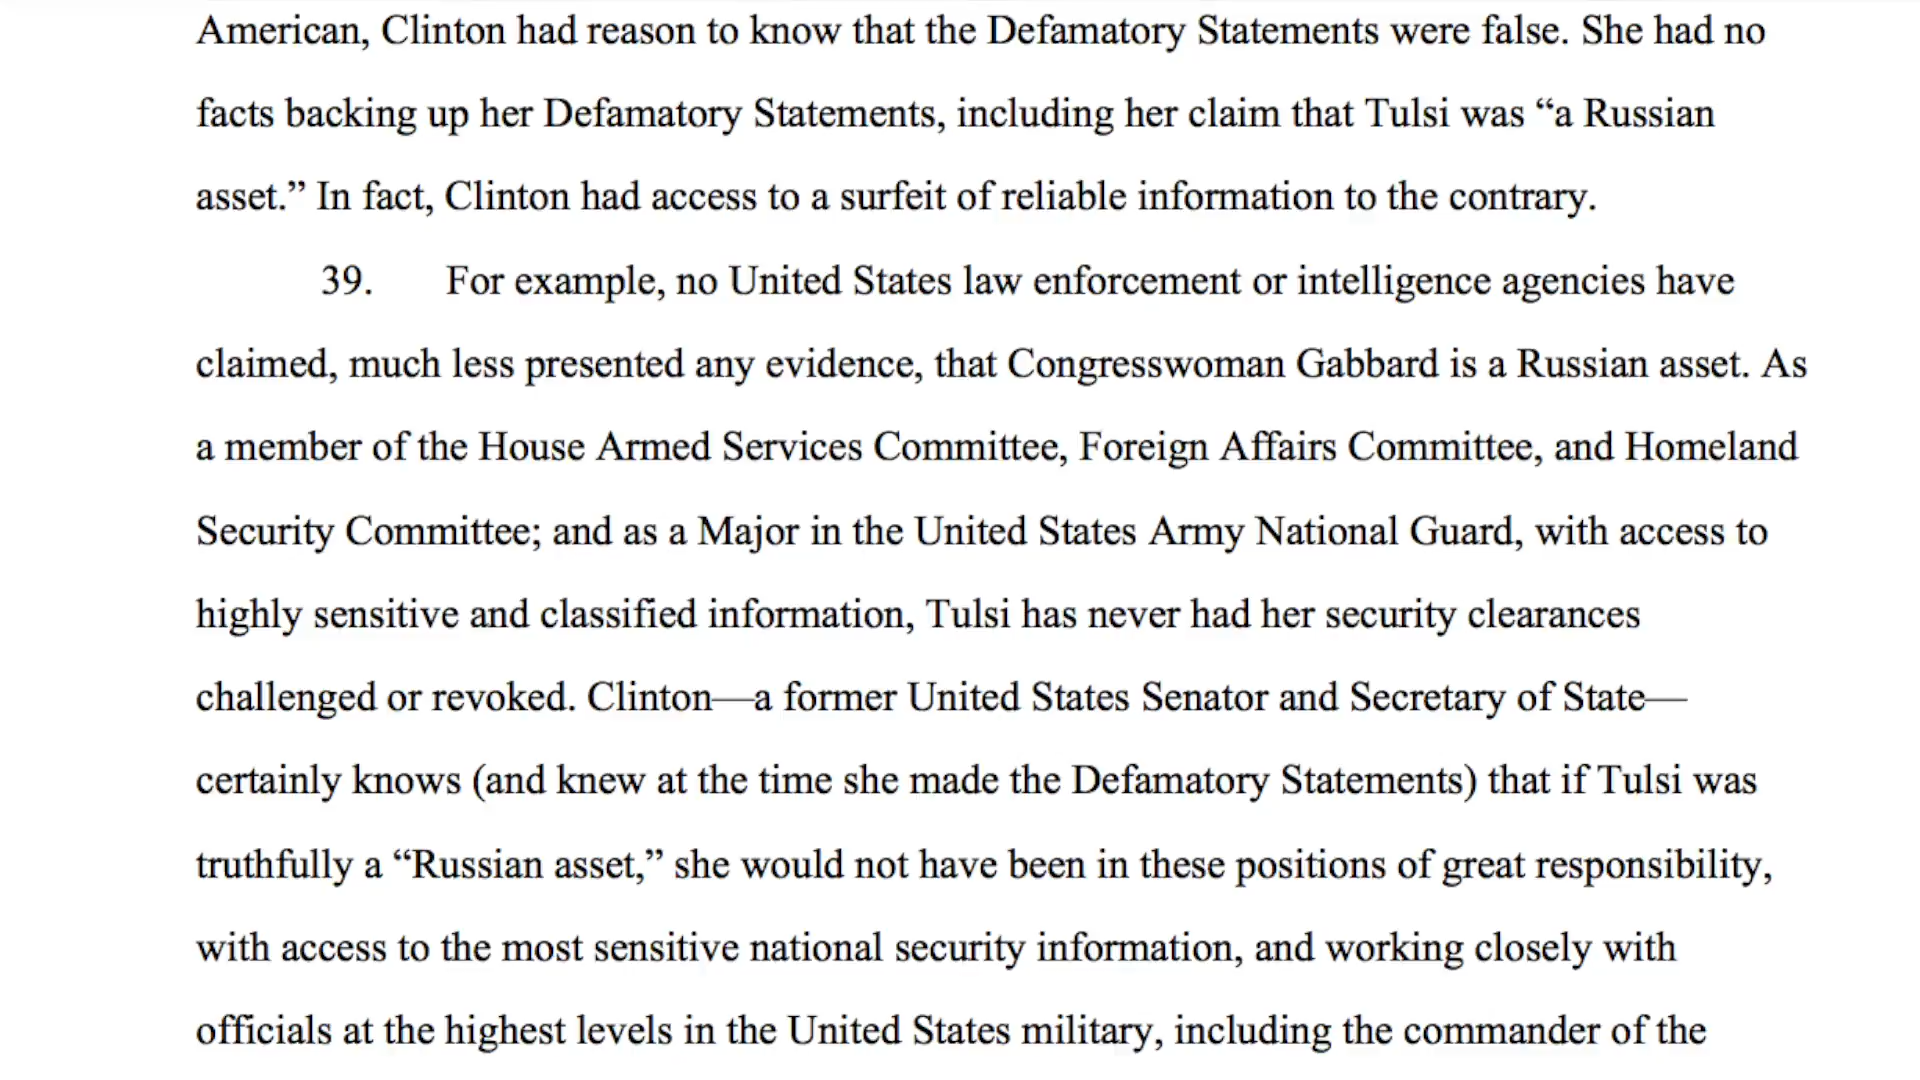 American, Clinton had reason to know that the Defamatory Statements were false. She had no
facts backing up her Defamatory Statements, including her claim that Tulsi was “a Russian
asset.” In fact, Clinton had access to a surfeit of reliable information to the contrary.
39. For example, no United States law enforcement or intelligence agencies have
claimed, much less presented any evidence, that Congresswoman Gabbard is a Russian asset. As
a member of the House Armed Services Committee, Foreign Affairs Committee, and Homeland
Security Committee; and as a Major in the United States Army National Guard, with access to
highly sensitive and classified information, Tulsi has never had her security clearances
challenged or revoked. Clinton—a former United States Senator and Secretary of State—
certainly knows (and knew at the time she made the Defamatory Statements) that if Tulsi was
truthfully a “Russian asset,” she would not have been in these positions of great responsibility,
with access to the most sensitive national security information, and working closely with
officials at the highest levels in the United States military, including the commander of the